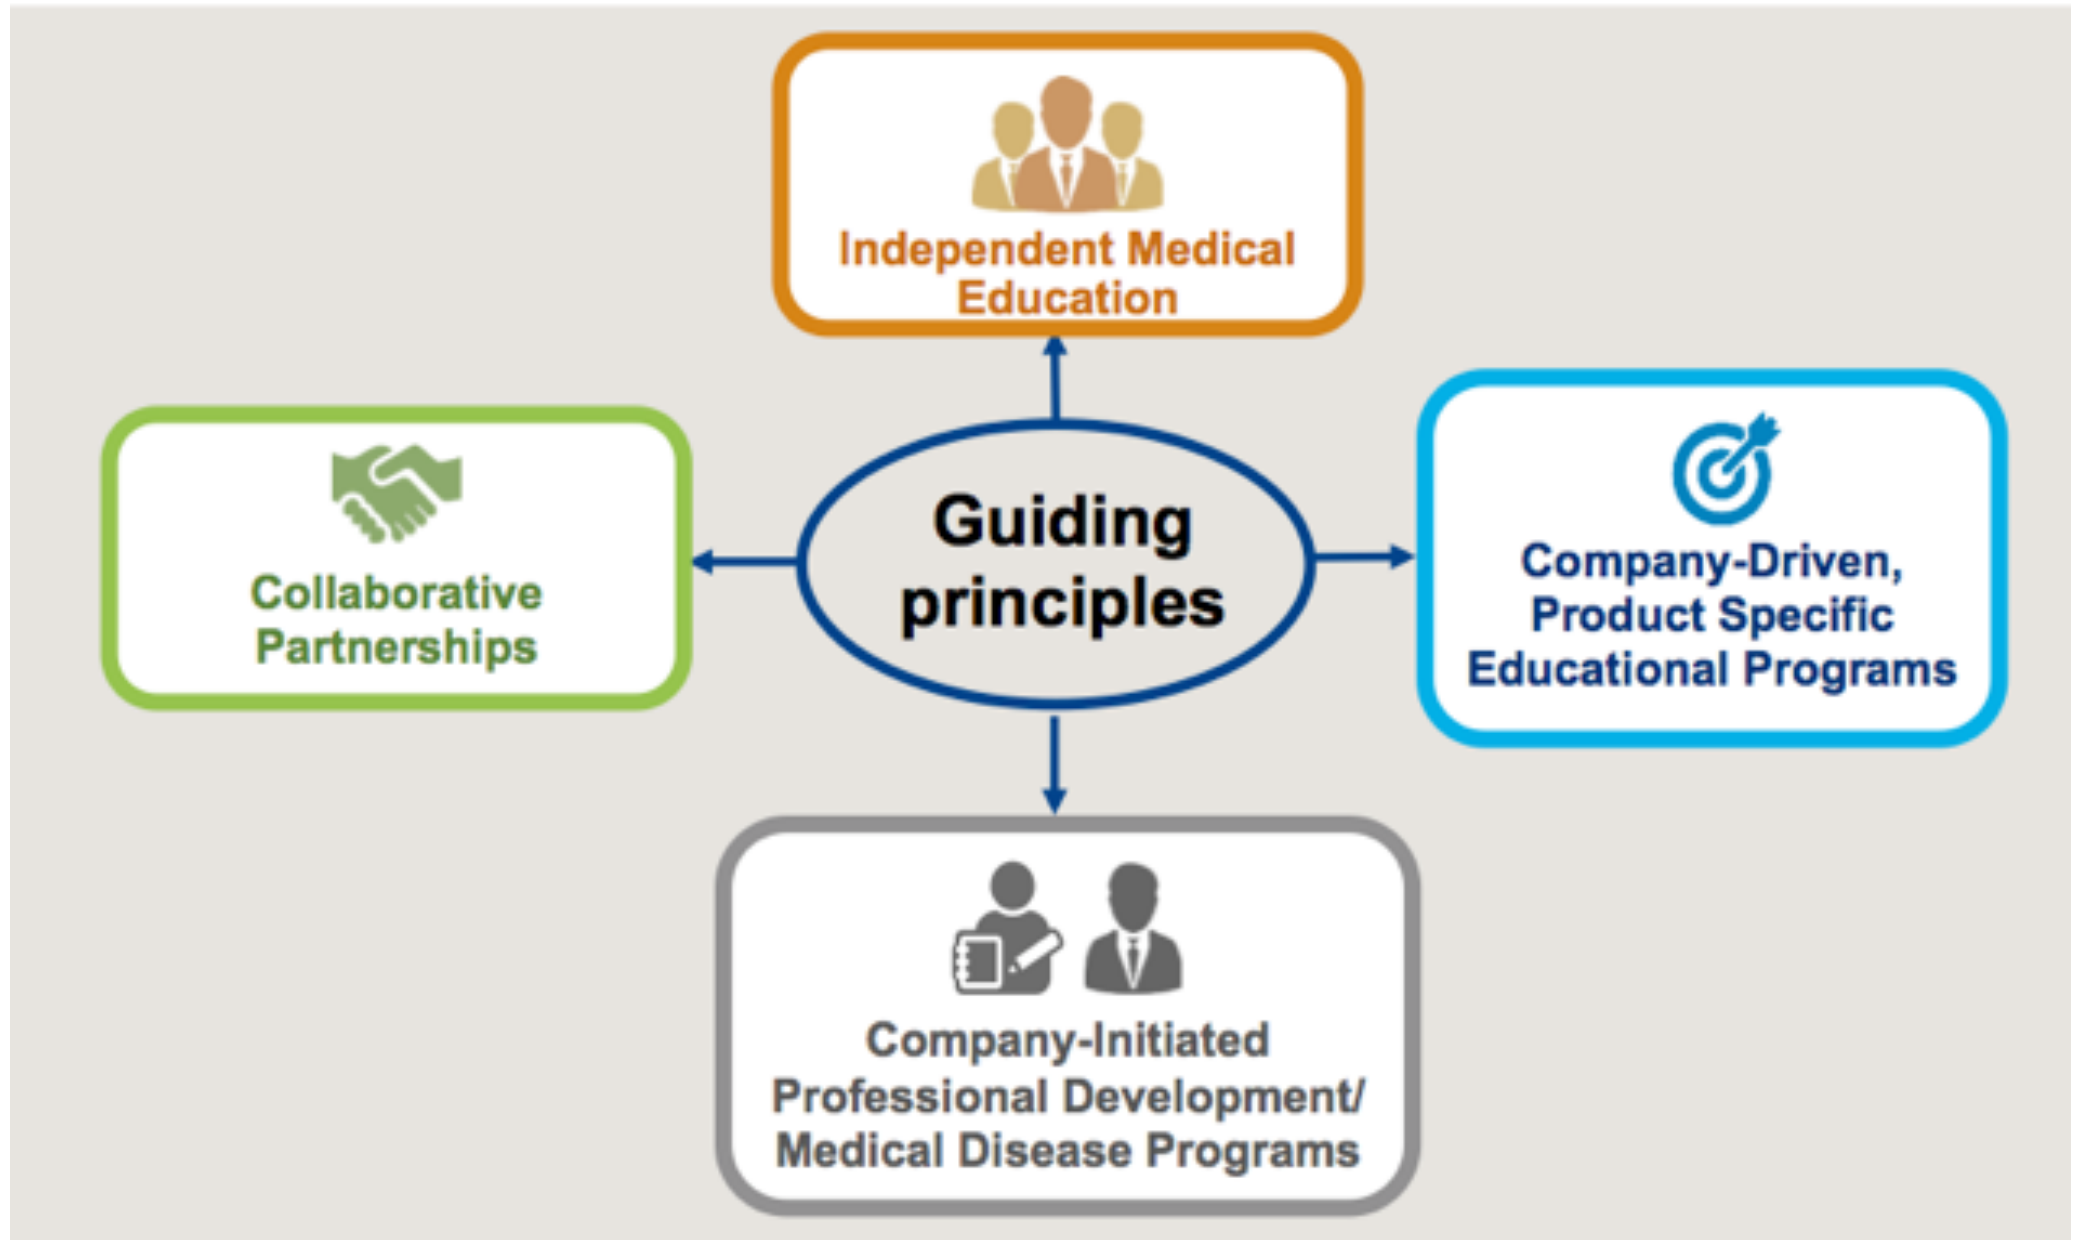 Independent Medical
Education
Collaborative
Partnerships
Guiding
principles
Company-Driven,
Product Specific
Educational Programs
Company-Initiated
Professional Development/
Medical Disease Programs